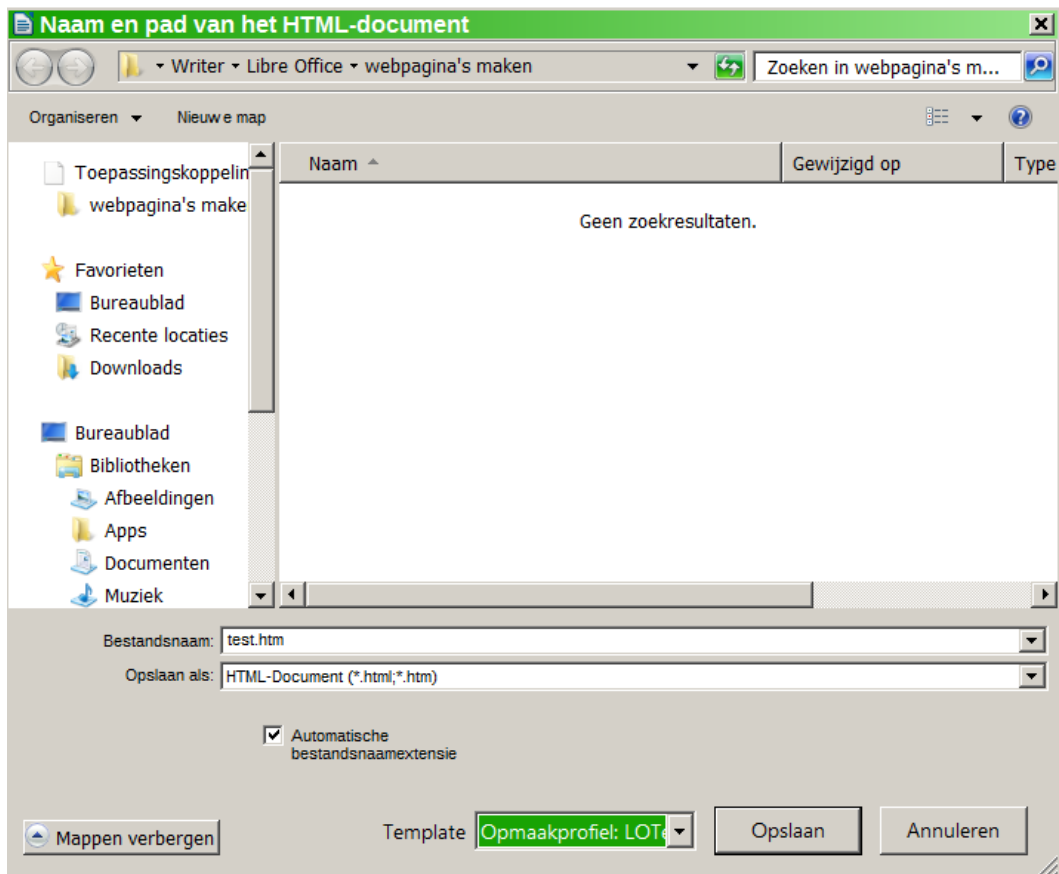 Naam en pad van het HTML-document
Writer Libre Office webpagina's maken
Zoeken in webpagina's m...
Organiseren Nieuwe map
Toepassingskoppelin
webpagina's make
Favorieten
Bureaublad
Recente locaties
Downloads
Bureaublad
Bibliotheken
Afbeeldingen
Apps
Documenten
Muziek
Naam Gewijzigd op Type
Geen zoekresultaten.
Bestandsnaam: test.htm
Opslaan als: HTML-Document (*.html;*.htm)
Automatische
bestandsnaamextensie
Mappen verbergen
Template Opmaakprofiel: LOTe
Opslaan Annuleren